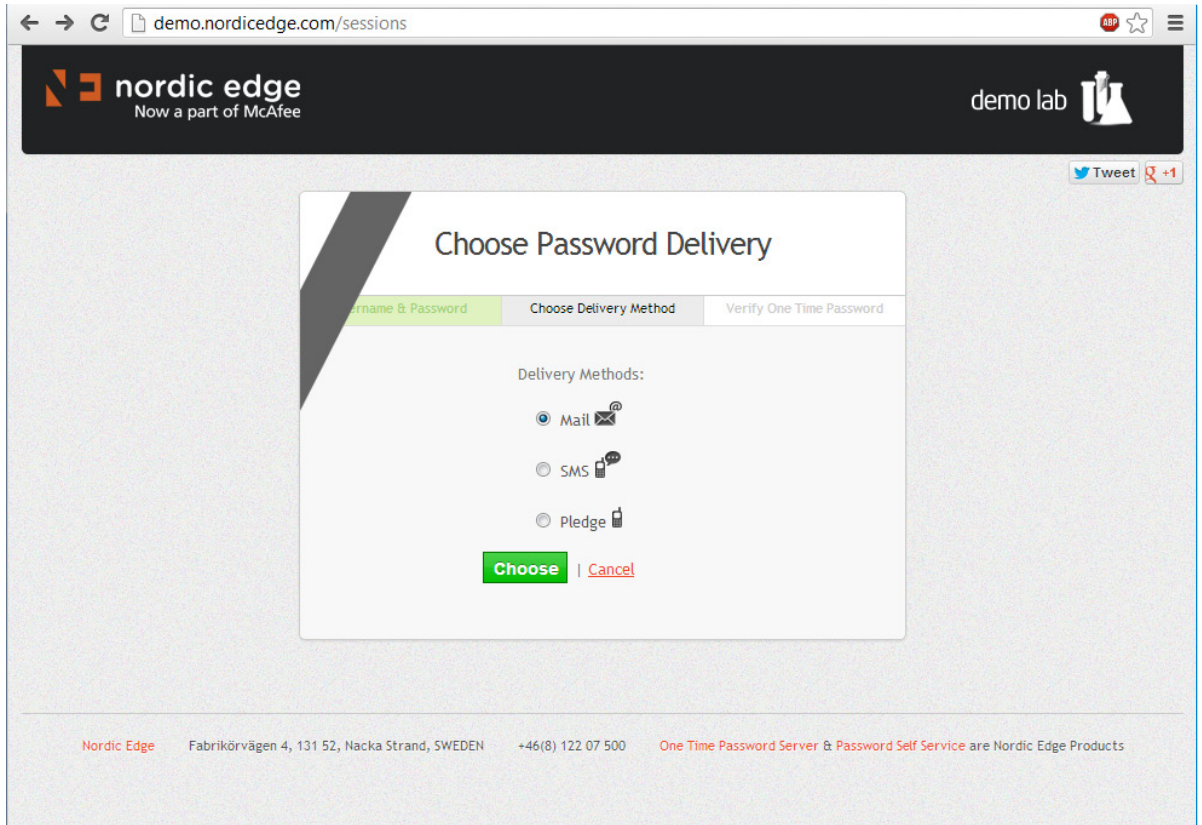 demo.nordicedge.com/sessions
ABP
nordic edge
Now a part of McAfee
demo lab
Tweet +1
Choose Password Delivery
ername & Password Choose Delivery Method Verify One Time Password
Delivery Methods:
Mail
SMS
Pledge
Choose | Cancel
Nordic Edge Fabrikörvägen 4, 131 52, Nacka Strand, SWEDEN +46(8) 122 07 500 One Time Password Server & Password Self Service are Nordic Edge Products